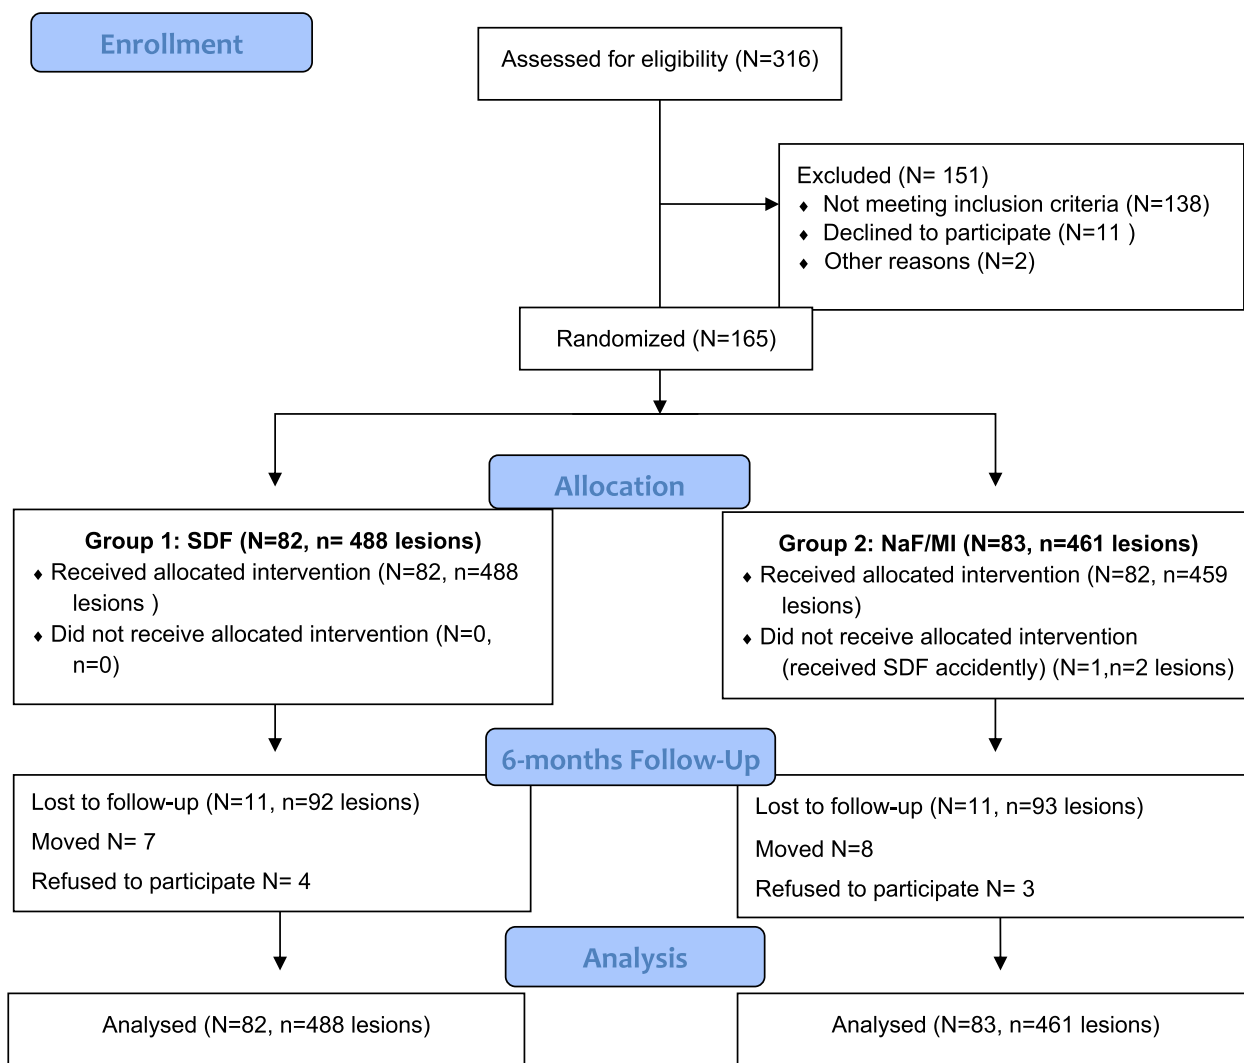 Enrollment
Assessed for eligibility (N=316)
Excluded (N= 151)
♦ Not meeting inclusion criteria (N=138)
♦ Declined to participate (N=11 )
♦ Other reasons (N=2)
Randomized (N=165)
Allocation
Group 1: SDF (N=82, n= 488 lesions)
♦ Received allocated intervention (N=82, n=488
lesions )
♦ Did not receive allocated intervention (N=0,
n=0)
Group 2: NaF/MI (N=83, n=461 lesions)
♦ Received allocated intervention (N=82, n=459
lesions)
♦ Did not receive allocated intervention
(received SDF accidently) (N=1,n=2 lesions)
6-months Follow-Up
Lost to follow-up (N=11, n=92 lesions)
Moved N= 7
Refused to participate N= 4
Lost to follow-up (N=11, n=93 lesions)
Moved N=8
Refused to participate N= 3
Analysis
Analysed (N=82, n=488 lesions)
Analysed (N=83, n=461 lesions)